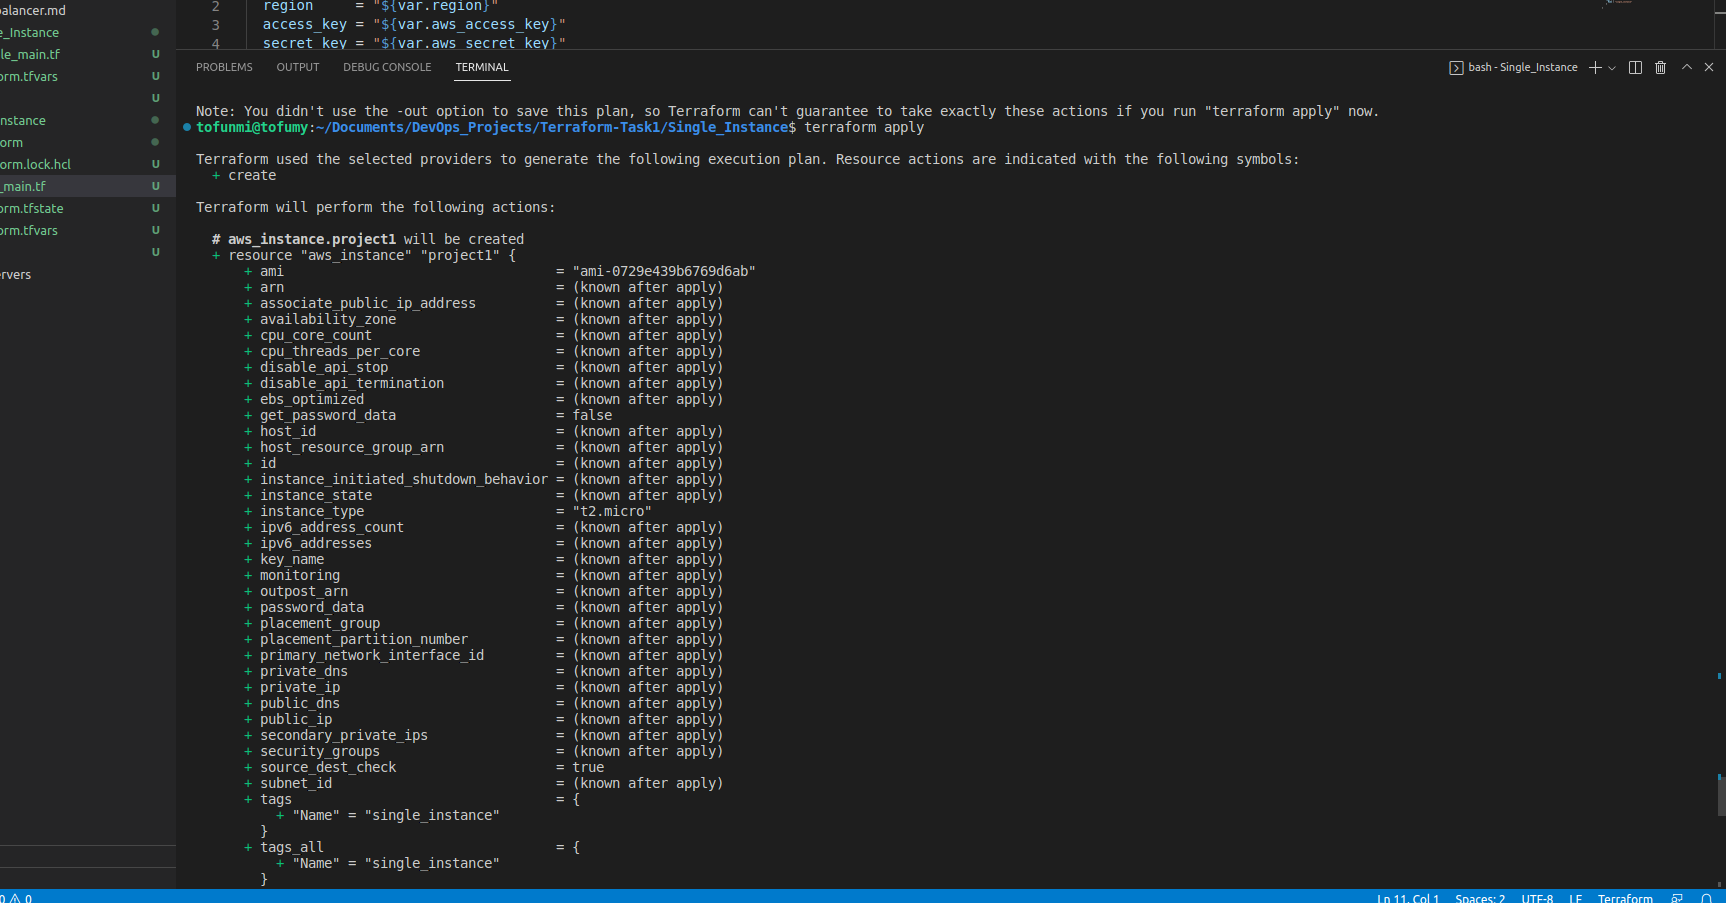 balancer.md
e_Instance
le_main.tf U
orm.tfvars U
U
nstance
orm
orm.lock.hcl U
_main.tf U
orm.tfstate U
orm.tfvars U
U
ervers
2 region = "${var.region}"
3 access_key = "${var.aws_access_key}"
4 secret_key = "${var.aws_secret_key}"
PROBLEMS OUTPUT DEBUG CONSOLE TERMINAL bash - Single_Instance
Note: You didn't use the -out option to save this plan, so Terraform can't guarantee to take exactly these actions if you run "terraform apply" now.
tofunmi@tofumy:~/Documents/DevOps_Projects/Terraform-Task1/Single_Instance$ terraform apply
Terraform used the selected providers to generate the following execution plan. Resource actions are indicated with the following symbols:
+ create
Terraform will perform the following actions:
# aws_instance.project1 will be created
+ resource "aws_instance" "project1" {
+ ami = "ami-0729e439b6769d6ab"
+ arn = (known after apply)
+ associate_public_ip_address = (known after apply)
+ availability_zone = (known after apply)
+ cpu_core_count = (known after apply)
+ cpu_threads_per_core = (known after apply)
+ disable_api_stop = (known after apply)
+ disable_api_termination = (known after apply)
+ ebs_optimized = (known after apply)
+ get_password_data = false
+ host_id = (known after apply)
+ host_resource_group_arn = (known after apply)
+ id = (known after apply)
+ instance_initiated_shutdown_behavior = (known after apply)
+ instance_state = (known after apply)
+ instance_type = "t2.micro"
+ ipv6_address_count = (known after apply)
+ ipv6_addresses = (known after apply)
+ key_name = (known after apply)
+ monitoring = (known after apply)
+ outpost_arn = (known after apply)
+ password_data = (known after apply)
+ placement_group = (known after apply)
+ placement_partition_number = (known after apply)
+ primary_network_interface_id = (known after apply)
+ private_dns = (known after apply)
+ private_ip = (known after apply)
+ public_dns = (known after apply)
+ public_ip = (known after apply)
+ secondary_private_ips = (known after apply)
+ security_groups = (known after apply)
+ source_dest_check = true
+ subnet_id = (known after apply)
+ tags = {
+ "Name" = "single_instance"
}
+ tags_all = {
+ "Name" = "single_instance"
}
0 0 Ln 11, Col 1 Spaces: 2 UTF-8 LF Terraform